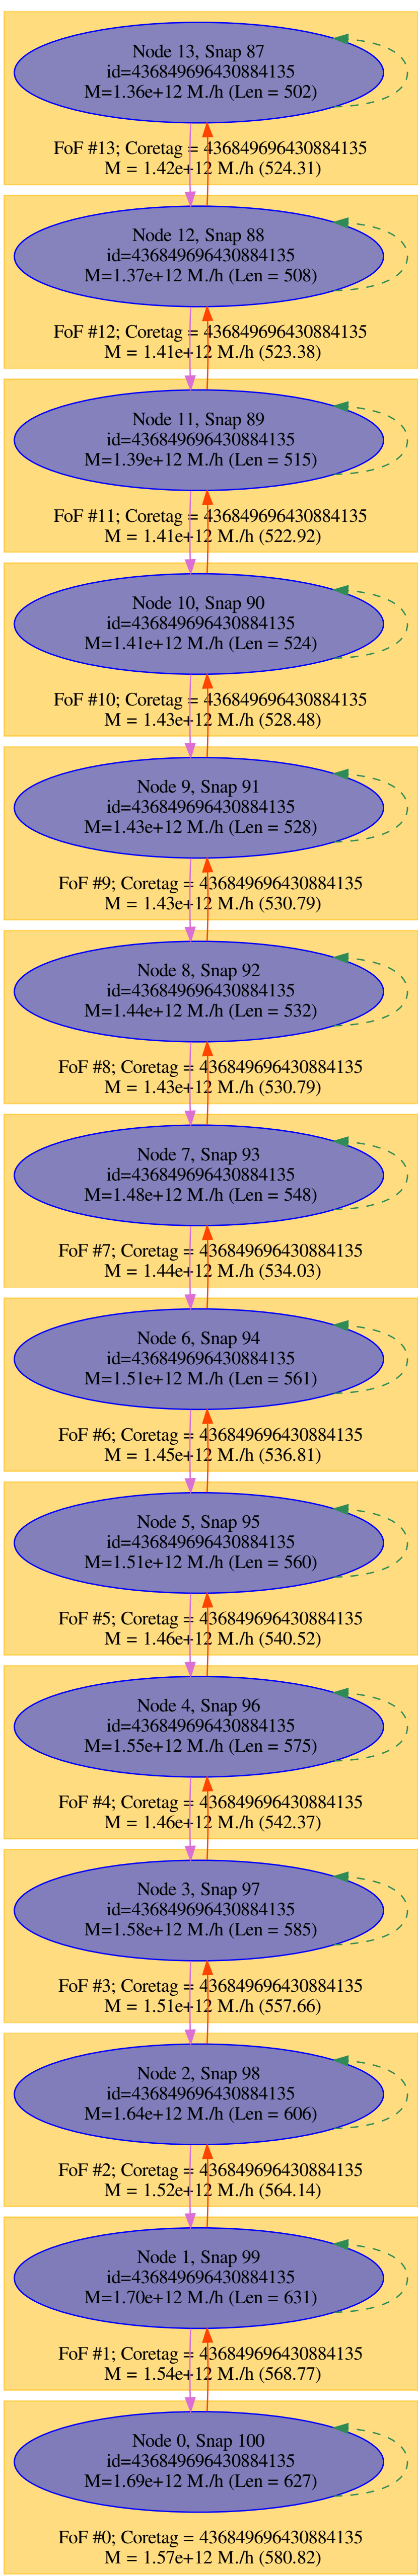 Node 13, Snap 87
id=436849696430884135
M=1.36e+12 M./h (Len = 502)
FoF #13; Coretag = 436849696430884135
M = 1.42e+12 M./h (524.31)
Node 12, Snap 88
id=436849696430884135
M=1.37e+12 M./h (Len = 508)
FoF #12; Coretag = 436849696430884135
M = 1.41e+12 M./h (523.38)
Node 11, Snap 89
id=436849696430884135
M=1.39e+12 M./h (Len = 515)
FoF #11; Coretag = 436849696430884135
M = 1.41e+12 M./h (522.92)
Node 10, Snap 90
id=436849696430884135
M=1.41e+12 M./h (Len = 524)
FoF #10; Coretag = 436849696430884135
M = 1.43e+12 M./h (528.48)
Node 9, Snap 91
id=436849696430884135
M=1.43e+12 M./h (Len = 528)
FoF #9; Coretag = 436849696430884135
M = 1.43e+12 M./h (530.79)
Node 8, Snap 92
id=436849696430884135
M=1.44e+12 M./h (Len = 532)
FoF #8; Coretag = 436849696430884135
M = 1.43e+12 M./h (530.79)
Node 7, Snap 93
id=436849696430884135
M=1.48e+12 M./h (Len = 548)
FoF #7; Coretag = 436849696430884135
M = 1.44e+12 M./h (534.03)
Node 6, Snap 94
id=436849696430884135
M=1.51e+12 M./h (Len = 561)
FoF #6; Coretag = 436849696430884135
M = 1.45e+12 M./h (536.81)
Node 5, Snap 95
id=436849696430884135
M=1.51e+12 M./h (Len = 560)
FoF #5; Coretag = 436849696430884135
M = 1.46e+12 M./h (540.52)
Node 4, Snap 96
id=436849696430884135
M=1.55e+12 M./h (Len = 575)
FoF #4; Coretag = 436849696430884135
M = 1.46e+12 M./h (542.37)
Node 3, Snap 97
id=436849696430884135
M=1.58e+12 M./h (Len = 585)
FoF #3; Coretag = 436849696430884135
M = 1.51e+12 M./h (557.66)
Node 2, Snap 98
id=436849696430884135
M=1.64e+12 M./h (Len = 606)
FoF #2; Coretag = 436849696430884135
M = 1.52e+12 M./h (564.14)
Node 1, Snap 99
id=436849696430884135
M=1.70e+12 M./h (Len = 631)
FoF #1; Coretag = 436849696430884135
M = 1.54e+12 M./h (568.77)
Node 0, Snap 100
id=436849696430884135
M=1.69e+12 M./h (Len = 627)
FoF #0; Coretag = 436849696430884135
M = 1.57e+12 M./h (580.82)